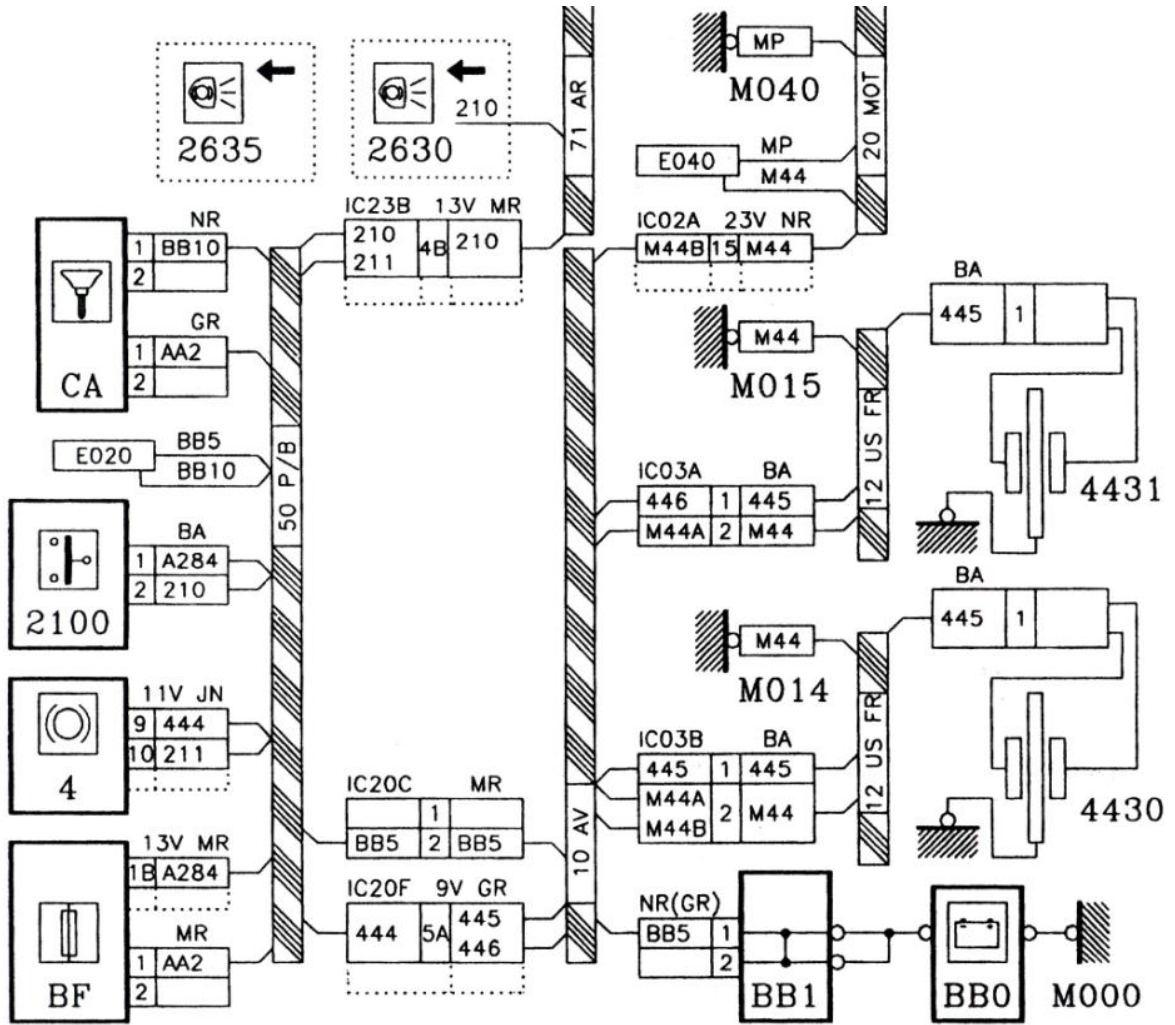 2635
2630
210
71 AR
MP
M040
20 MOT
E040
MP
M44
NR
1 BB10
2
GR
1 AA2
2
CA
IC23B 13V MR
210 4B 210
211
IC02A 23V NR
M44B 15 M44
M44
M015
BA
445 1
12 US FR
4431
E020
BB5
BB10
50 P/B
IC03A BA
446 1 445
M44A 2 M44
BA
1 A284
2 210
2100
M44
M014
BA
445 1
12 US FR
4430
11V JN
9 444
10 211
4
IC03B BA
445 1 445
M44A 2 M44
M44B
IC20C MR
1
BB5 2 BB5
10 AV
13V MR
1B A284
MR
1 AA2
2
BF
IC20F 9V GR
444 5A 445
446
NR(GR)
BB5 1
2
BB1
BB0
M000